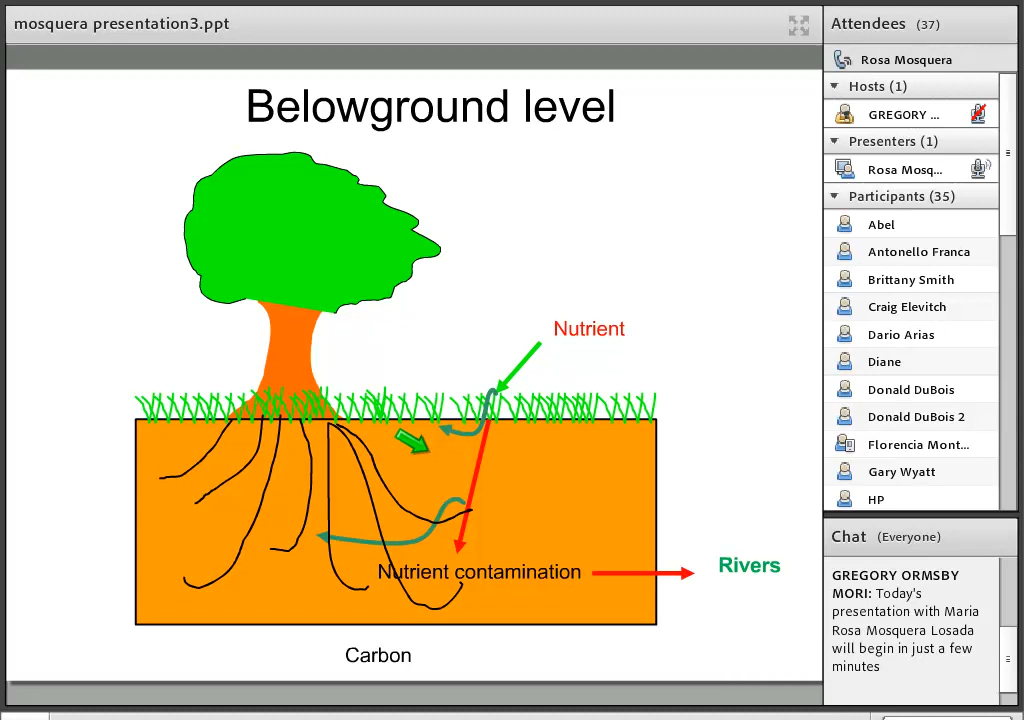 mosquera presentation3.ppt
Belowground level
Nutrient
Nutrient contamination
Rivers
Carbon
Attendees (37)
Rosa Mosquera
Hosts (1)
GREGORY ...
Presenters (1)
Rosa Mosq...
Participants (35)
Abel
Antonello Franca
Brittany Smith
Craig Elevitch
Dario Arias
Diane
Donald DuBois
Donald DuBois 2
Florencia Mont...
Gary Wyatt
HP
Chat (Everyone)
GREGORY ORMSBY
MORI: Today's
presentation with Maria
Rosa Mosquera Losada
will begin in just a few
minutes